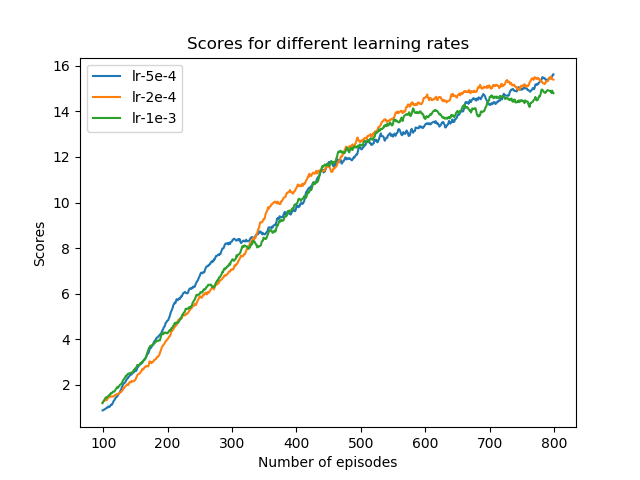 Scores for different learning rates
lr-5e-4
lr-2e-4
lr-1e-3
16
14
12
10
8
6
4
2
Scores
100 200 300 400 500 600 700 800
Number of episodes